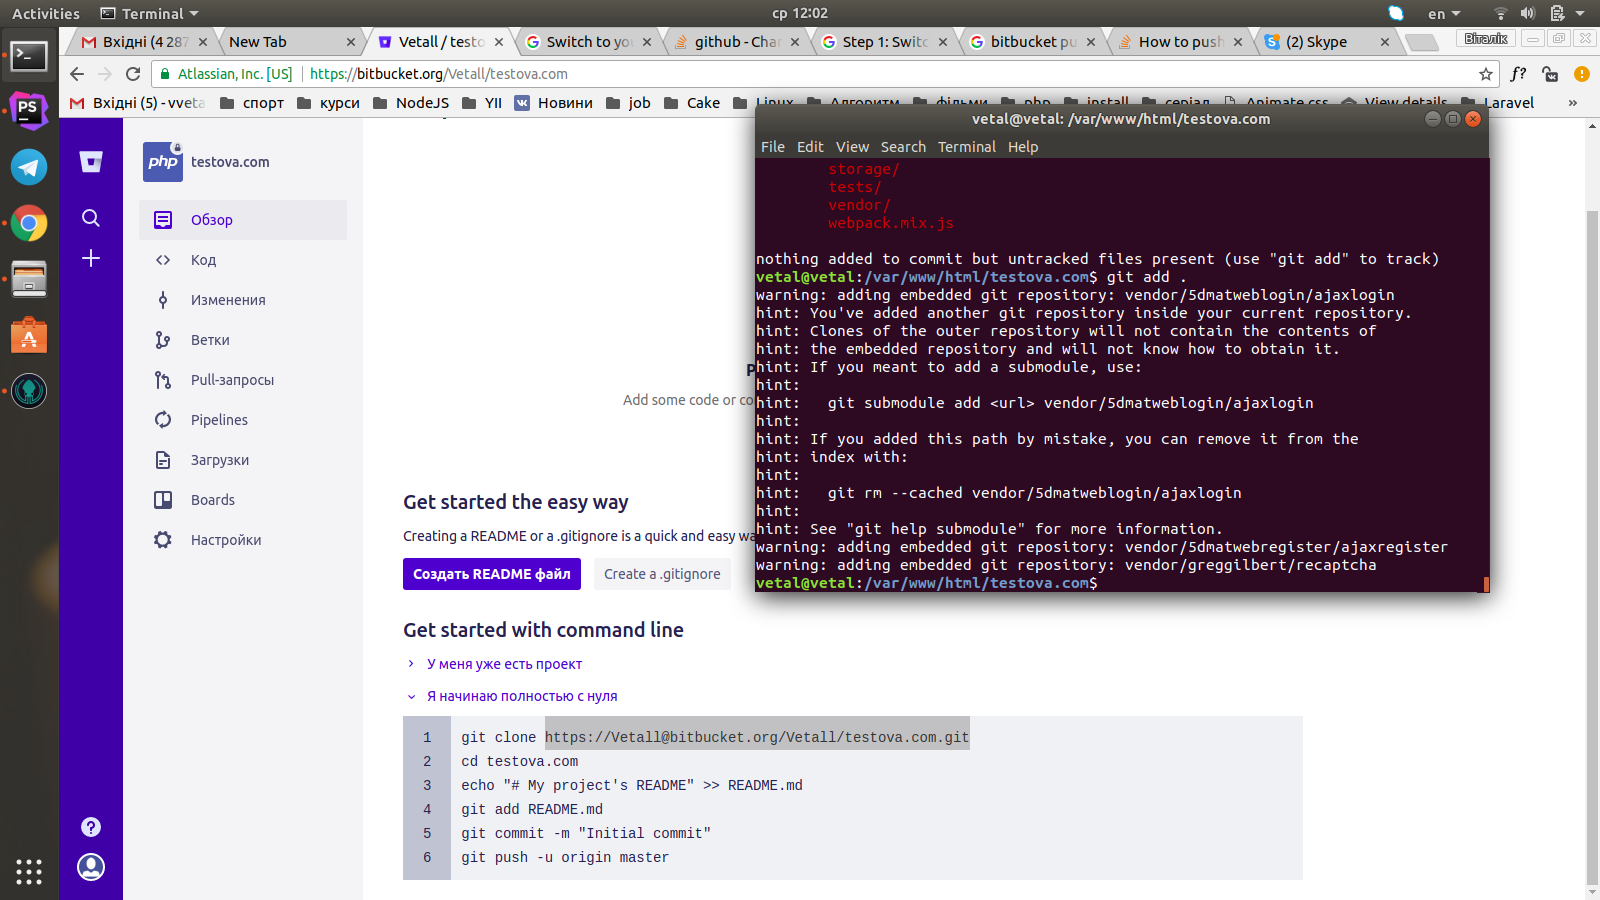 Activities
Terminal
ср 12:02
en
Вхідні (4 287
New Tab
Vetall / testo
Switch to you
github - Char
Step 1: Switc
bitbucket pu
How to push
(2) Skype
Віталік
Atlassian, Inc. [US]
https://bitbucket.org/Vetall/testova.com
f?
Вхідні (5) - vveta
спорт
курси
NodeJS
YII
Новини
job
Cake
Linux
Алгоритм
фільми
php
install
серіал
Animate.css
View details
Laravel
»
php
testova.com
Обзор
Код
Изменения
Ветки
Pull-запросы
Pipelines
Загрузки
Boards
Настройки
P
Add some code or co
Get started the easy way
Creating a README or a .gitignore is a quick and easy wa
Создать README файл
Create a .gitignore
Get started with command line
У меня уже есть проект
Я начинаю полностью с нуля
1 git clone https://Vetall@bitbucket.org/Vetall/testova.com.git
2 cd testova.com
3 echo "# My project's README" >> README.md
4 git add README.md
5 git commit -m "Initial commit"
6 git push -u origin master
vetal@vetal: /var/www/html/testova.com
File Edit View Search Terminal Help
storage/
tests/
vendor/
webpack.mix.js
nothing added to commit but untracked files present (use "git add" to track)
vetal@vetal:/var/www/html/testova.com$ git add .
warning: adding embedded git repository: vendor/5dmatweblogin/ajaxlogin
hint: You've added another git repository inside your current repository.
hint: Clones of the outer repository will not contain the contents of
hint: the embedded repository and will not know how to obtain it.
hint: If you meant to add a submodule, use:
hint:
hint:   git submodule add <url> vendor/5dmatweblogin/ajaxlogin
hint:
hint: If you added this path by mistake, you can remove it from the
hint: index with:
hint:
hint:   git rm --cached vendor/5dmatweblogin/ajaxlogin
hint:
hint: See "git help submodule" for more information.
warning: adding embedded git repository: vendor/5dmatwebregister/ajaxregister
warning: adding embedded git repository: vendor/greggilbert/recaptcha
vetal@vetal:/var/www/html/testova.com$